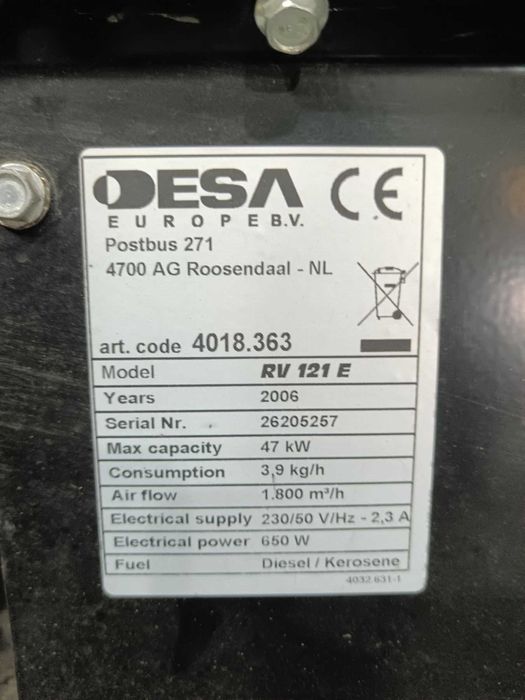 DESA CE
EUROPE B.V.
Postbus 271
4700 AG Roosendaal - NL
art. code 4018.363
Model RV 121 E
Years 2006
Serial Nr. 26205257
Max capacity 47 kW
Consumption 3,9 kg/h
Air flow 1.800 m³/h
Electrical supply 230/50 V/Hz - 2,3 A
Electrical power 650 W
Fuel Diesel / Kerosene
4032.631-1